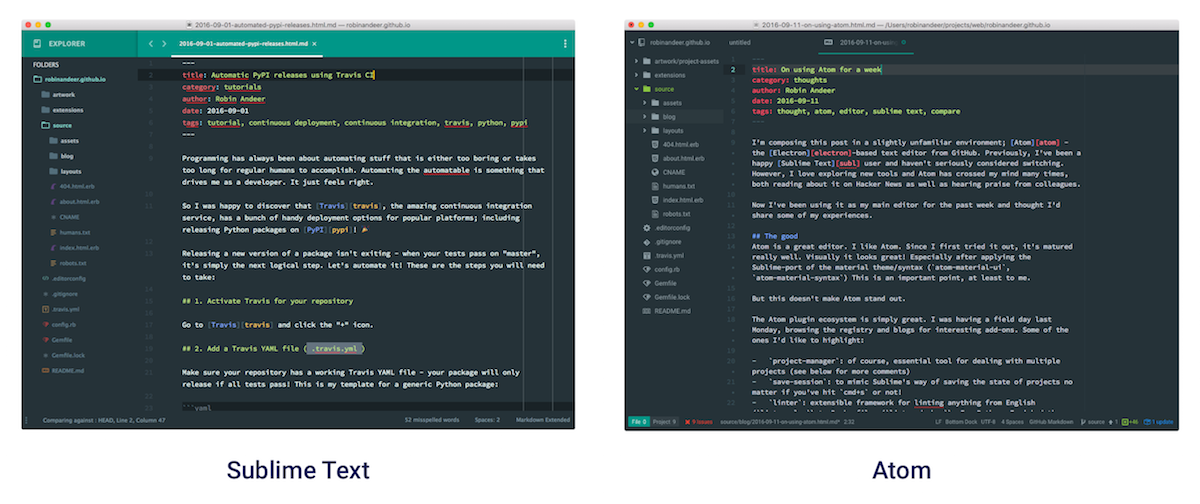 2016-09-01-automated-pypi-releases.html.md — robinandeer.github.io
EXPLORER
2016-09-01-automated-pypi-releases.html.md ×
FOLDERS
robinandeer.github.io
artwork
extensions
source
assets
blog
layouts
404.html.erb
about.html.erb
CNAME
humans.txt
index.html.erb
robots.txt
.editorconfig
.gitignore
.travis.yml
config.rb
Gemfile
Gemfile.lock
README.md
---
title: Automatic PyPI releases using Travis CI
category: tutorials
author: Robin Andeer
date: 2016-09-01
tags: tutorial, continuous deployment, continuous integration, travis, python, pypi
---
Programming has always been about automating stuff that is either too boring or takes
too long for regular humans to accomplish. Automating the automatable is something that
drives me as a developer. It just feels right.
So I was happy to discover that [Travis][travis], the amazing continuous integration
service, has a bunch of handy deployment options for popular platforms; including
releasing Python packages on [PyPI][pypi]! 🎉
Releasing a new version of a package isn't exiting – when your tests pass on "master",
it's simply the next logical step. Let's automate it! These are the steps you will need
to take:
## 1. Activate Travis for your repository
Go to [Travis][travis] and click the "+" icon.
## 2. Add a Travis YAML file (`.travis.yml`)
Make sure your repository has a working Travis YAML file – your package will only
release if all tests pass! This is my template for a generic Python package:
```yaml
Comparing against : HEAD, Line 2, Column 47
52 misspelled words
Spaces: 2
Markdown Extended
Sublime Text
2016-09-11-on-using-atom.html.md — /Users/robinandeer/projects/web/robinandeer.github.io
robinandeer.github.io
untitled
2016-09-11-on-using-
artwork/project-assets
extensions
source
assets
blog
layouts
404.html.erb
about.html.erb
CNAME
humans.txt
index.html.erb
robots.txt
.editorconfig
.gitignore
.travis.yml
config.rb
Gemfile
Gemfile.lock
README.md
---
title: On using Atom for a week
category: thoughts
author: Robin Andeer
date: 2016-09-11
tags: thought, atom, editor, sublime text, compare
---
I'm composing this post in a slightly unfamiliar environment; [Atom][atom] –
the [Electron][electron]-based text editor from GitHub. Previously, I've been a
happy [Sublime Text][subl] user and haven't seriously considered switching.
However, I love exploring new tools and Atom has crossed my mind many times,
both reading about it on Hacker News as well as hearing praise from colleagues.
Now I've been using it as my main editor for the past week and thought I'd
share of some of my experiences.
## The good
Atom is a great editor. I like Atom. Since I first tried it out, it's matured
really well. Visually it looks great! Especially after applying the
Sublime-port of the material theme/syntax (`atom-material-ui`,
`atom-material-syntax`) This is an important point, at least to me.
But this doesn't make Atom stand out.
The Atom plugin ecosystem is simply great. I was having a field day last
Monday, browsing the registry and blogs for interesting add-ons. Some of the
ones I'd like to highlight:
- `project-manager`: of course, essential tool for dealing with multiple
projects (see below for more comments)
- `save-session`: to mimic Sublime's way of saving the state of projects no
matter if you've hit `cmd+s` or not!
- `linter`: extensible framework for linting anything from English
File 0
Project 9
9 Issues
source/blog/2016-09-11-on-using-atom.html.md* 2:32
LF
Bottom Dock
UTF-8
4 Spaces
GitHub Markdown
source
1
+46
1 update
Atom